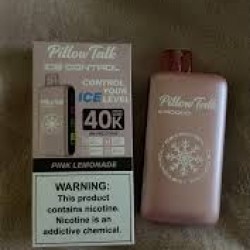 Pillow Talk
ICE CONTROL
CONTROL
YOUR
ICE LEVEL
40K
PINK LEMONADE
WARNING:
This product
contains nicotine.
Nicotine is an
addictive chemical.
Pillow Talk